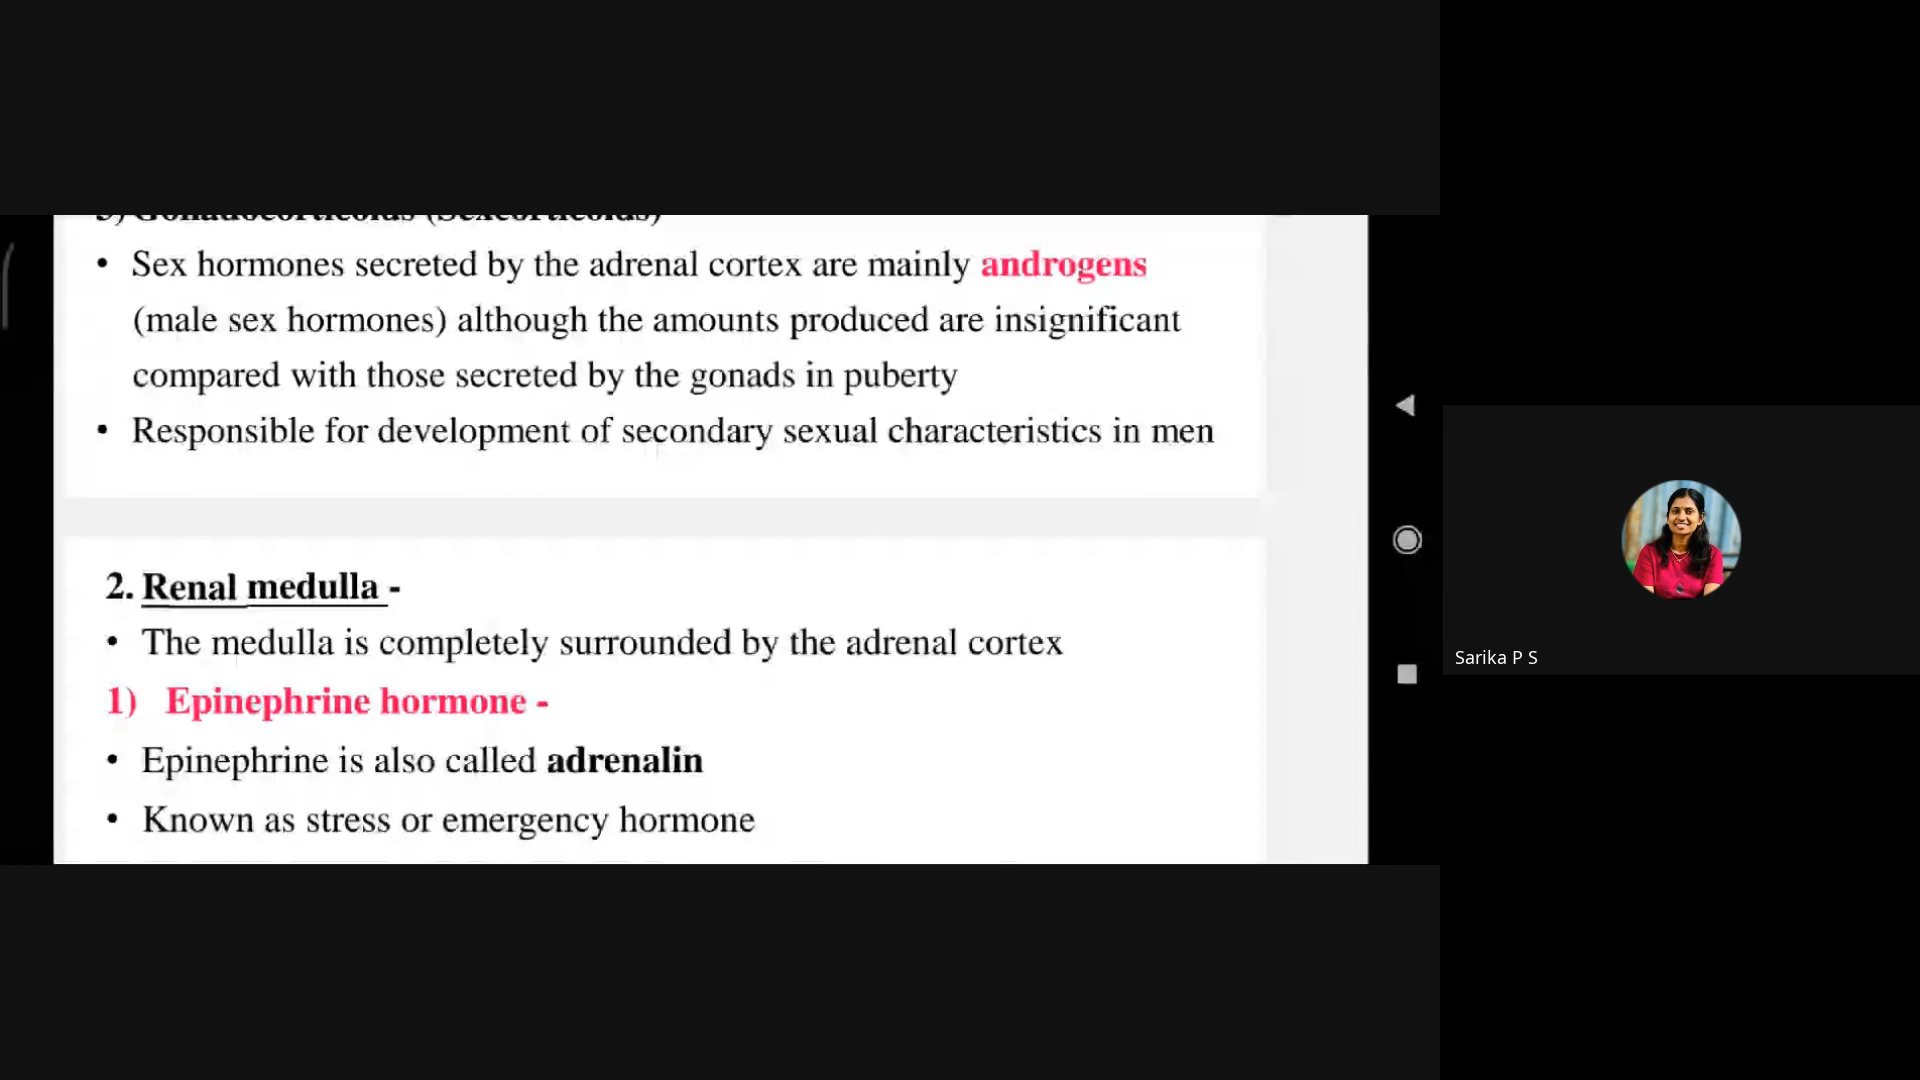 3) Gonadocorticoids (Sexcorticoids)
• Sex hormones secreted by the adrenal cortex are mainly androgens
(male sex hormones) although the amounts produced are insignificant
compared with those secreted by the gonads in puberty
• Responsible for development of secondary sexual characteristics in men
2. Renal medulla -
• The medulla is completely surrounded by the adrenal cortex
1) Epinephrine hormone -
• Epinephrine is also called adrenalin
• Known as stress or emergency hormone
Sarika P S